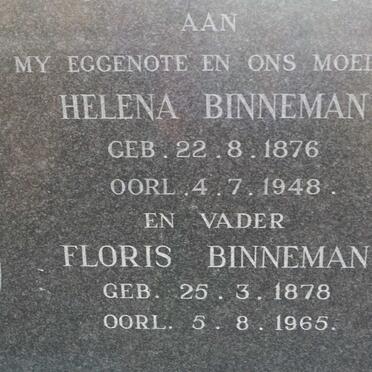 AAN
MY EGGENOTE EN ONS
HELENA BINNEMAN
GEB. 22. 8. 1876
OORL. 4. 7. 1948.
EN VADER
FLORIS BINNEMAN
GEB. 25. 3. 1878
OORL. 5. 8. 1965.